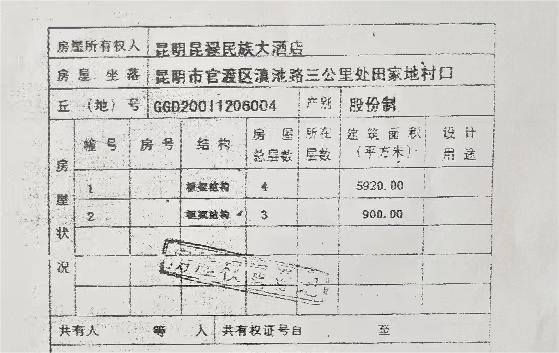 房屋所有权人 昆明昆禄民族大酒店
房屋坐落 昆明市官渡区滇池路三公里处田家地村口
丘(地)号 GGD200I1206004 产别 股份制
房屋状况 编号 房号 结构 房屋总层数 所在层数 建筑面积(平方米) 设计用途
1 框架结构 4 5920.00
2 框架结构 3 900.00
共有人 等 人 共有权证号自 至